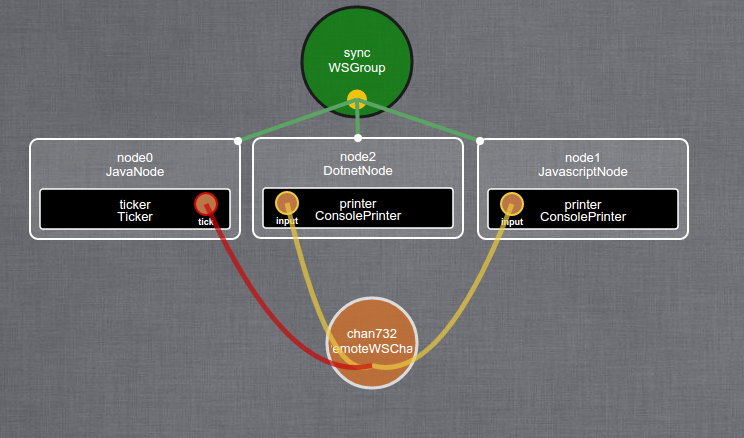 sync
WSGroup
node0
JavaNode
ticker
Ticker
tick
node2
DotnetNode
printer
ConsolePrinter
input
node1
JavascriptNode
printer
ConsolePrinter
input
chan732
emoteWSCha